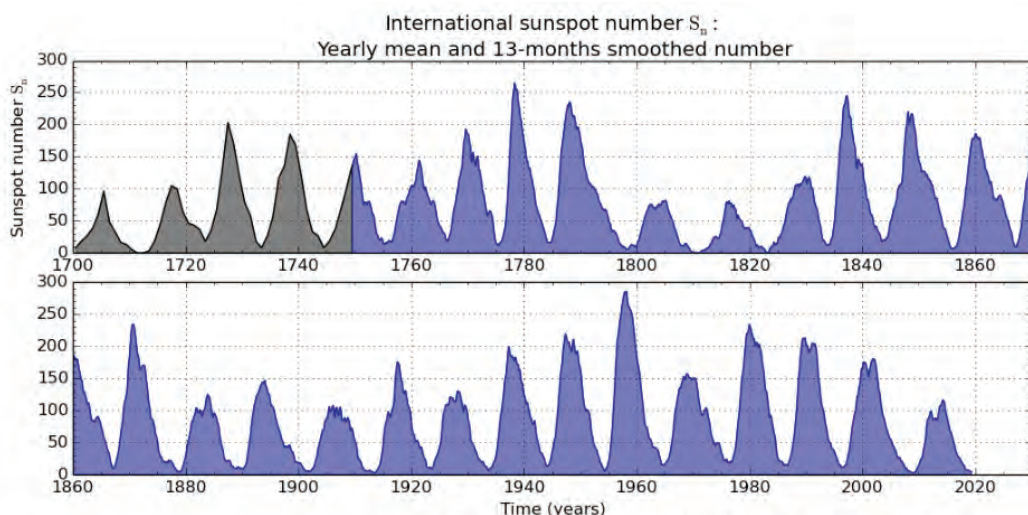 International sunspot number Sₙ:
Yearly mean and 13-months smoothed number
Sunspot number Sₙ
300
250
200
150
100
50
0
1700 1720 1740 1760 1780 1800 1820 1840 1860
300
250
200
150
100
50
0
1860 1880 1900 1920 1940 1960 1980 2000 2020
Time (years)